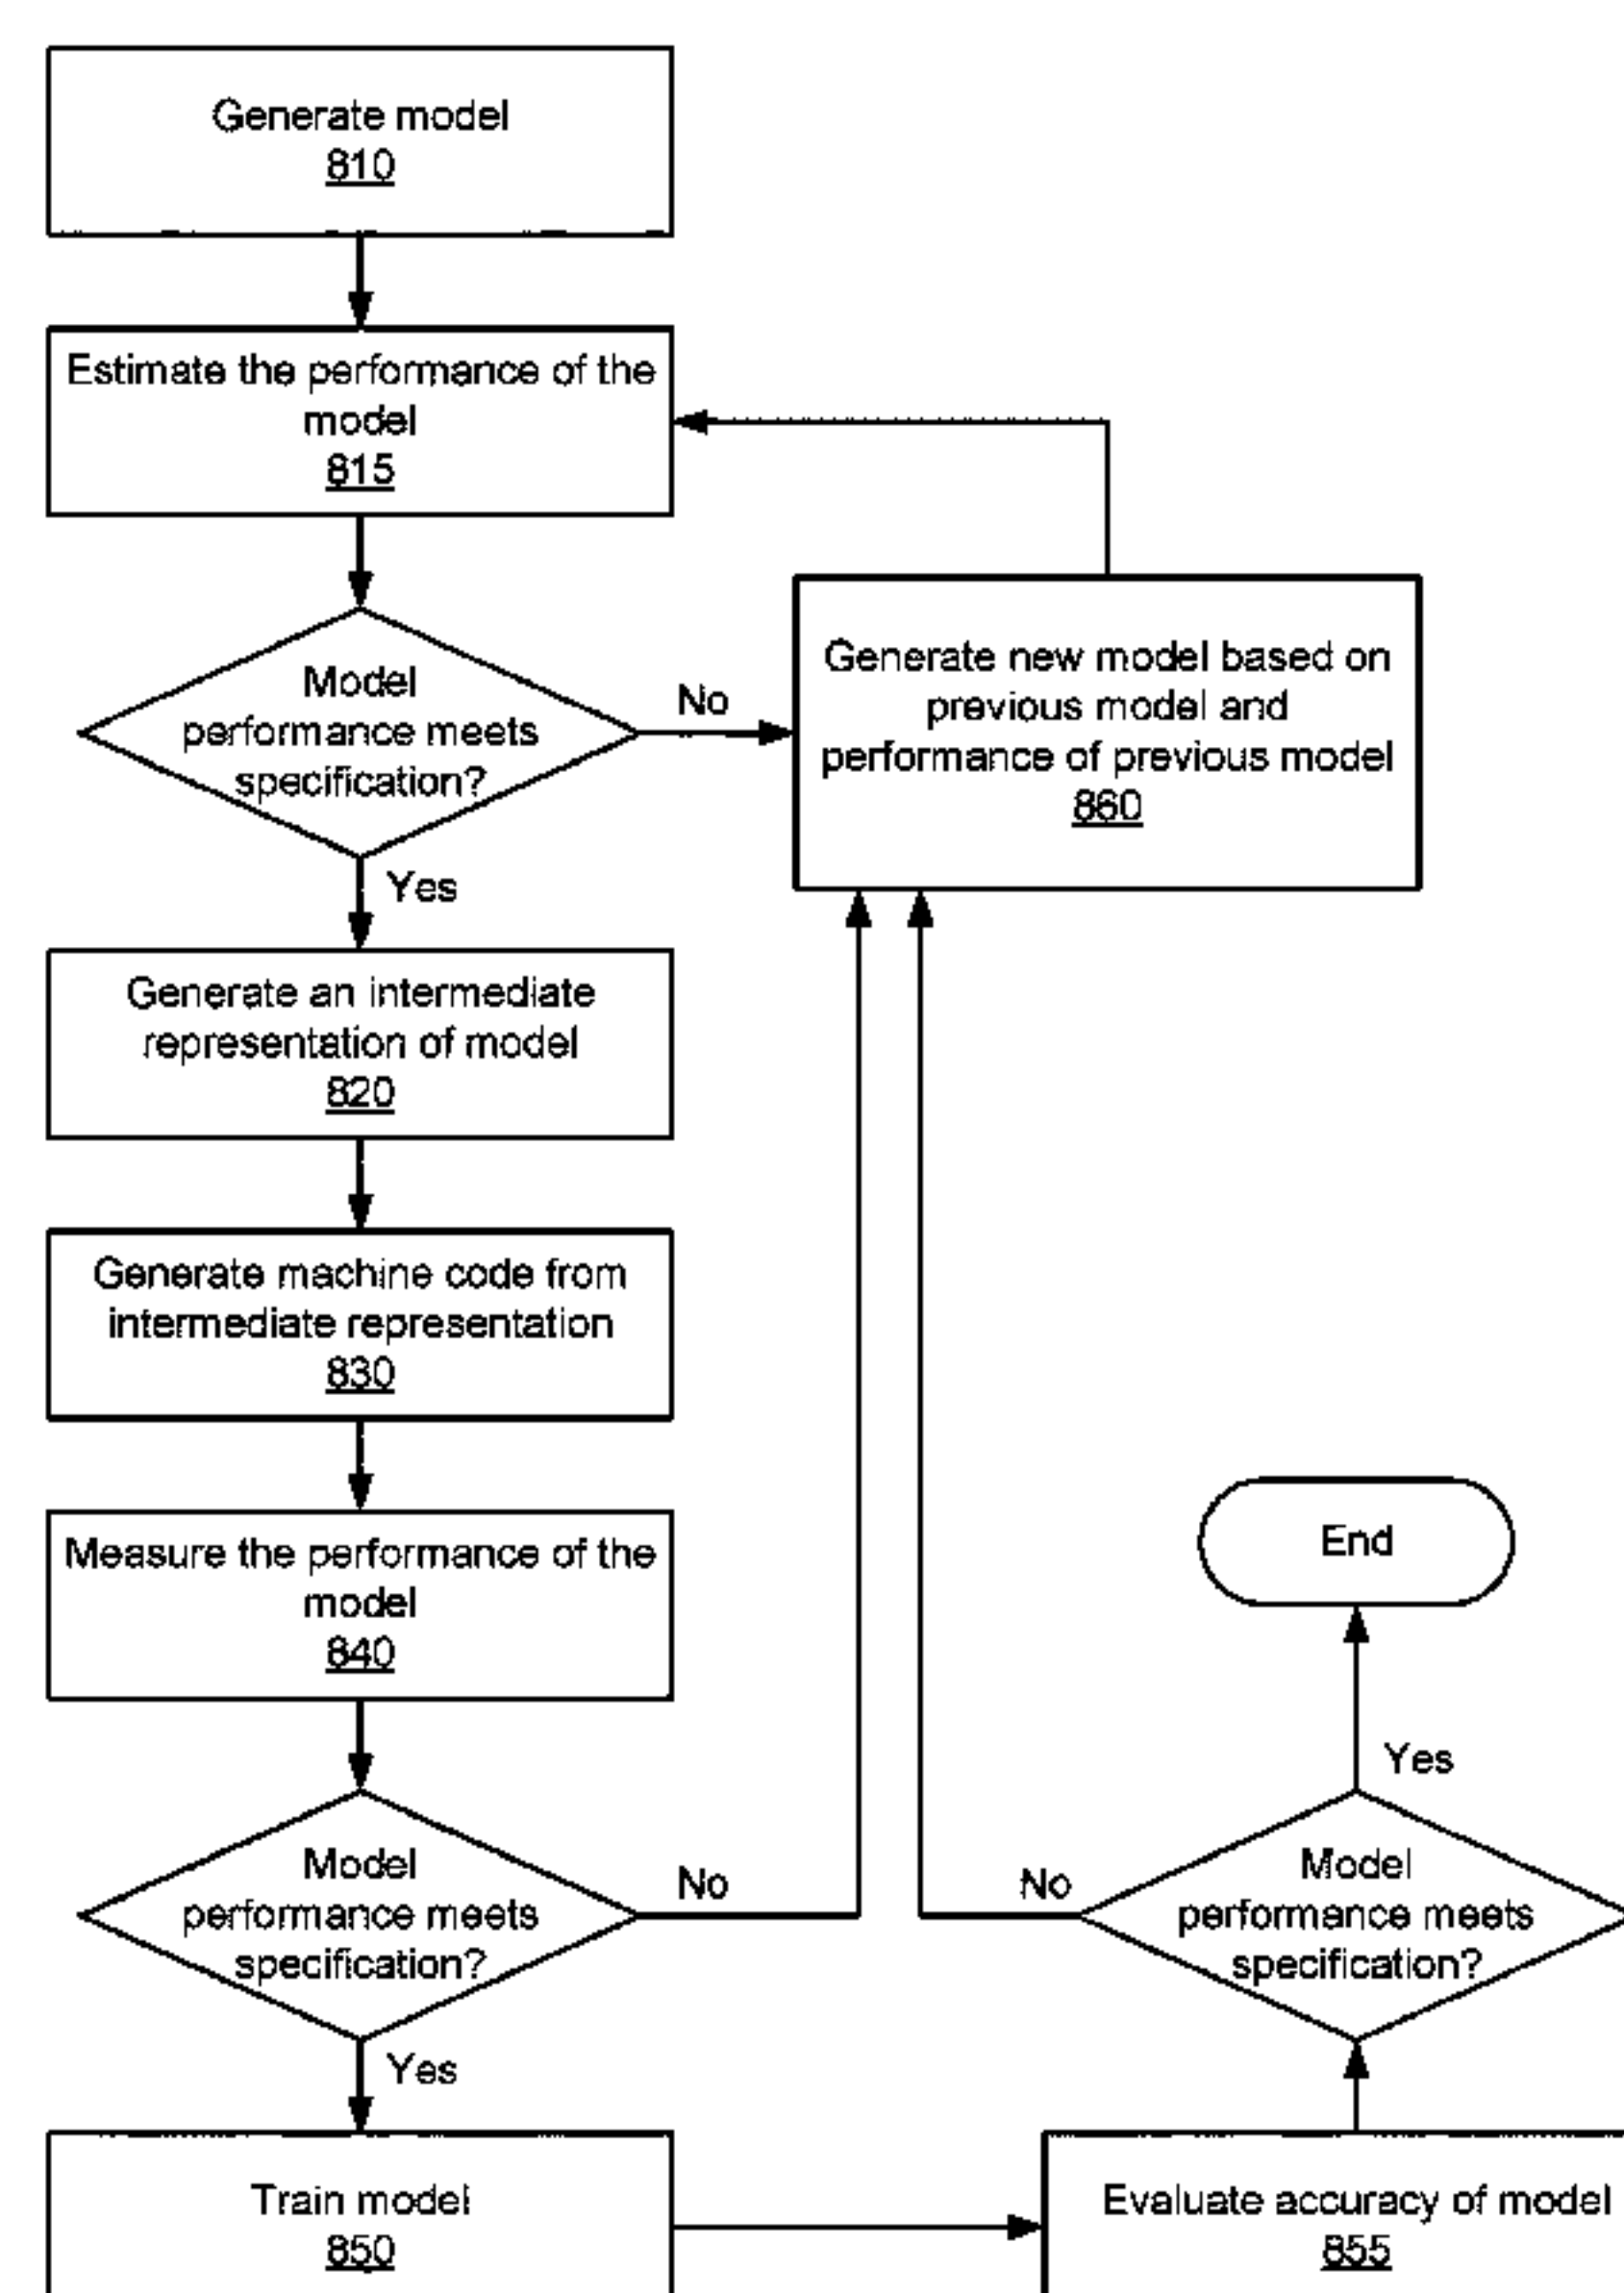 Generate model
810
Estimate the performance of the
model
815
Model
performance meets
specification?
No
Generate new model based on
previous model and
performance of previous model
860
Yes
Generate an intermediate
representation of model
820
Generate machine code from
intermediate representation
830
Measure the performance of the
model
840
End
Yes
Model
performance meets
specification?
No
No
Model
performance meets
specification?
Yes
Train model
850
Evaluate accuracy of model
855